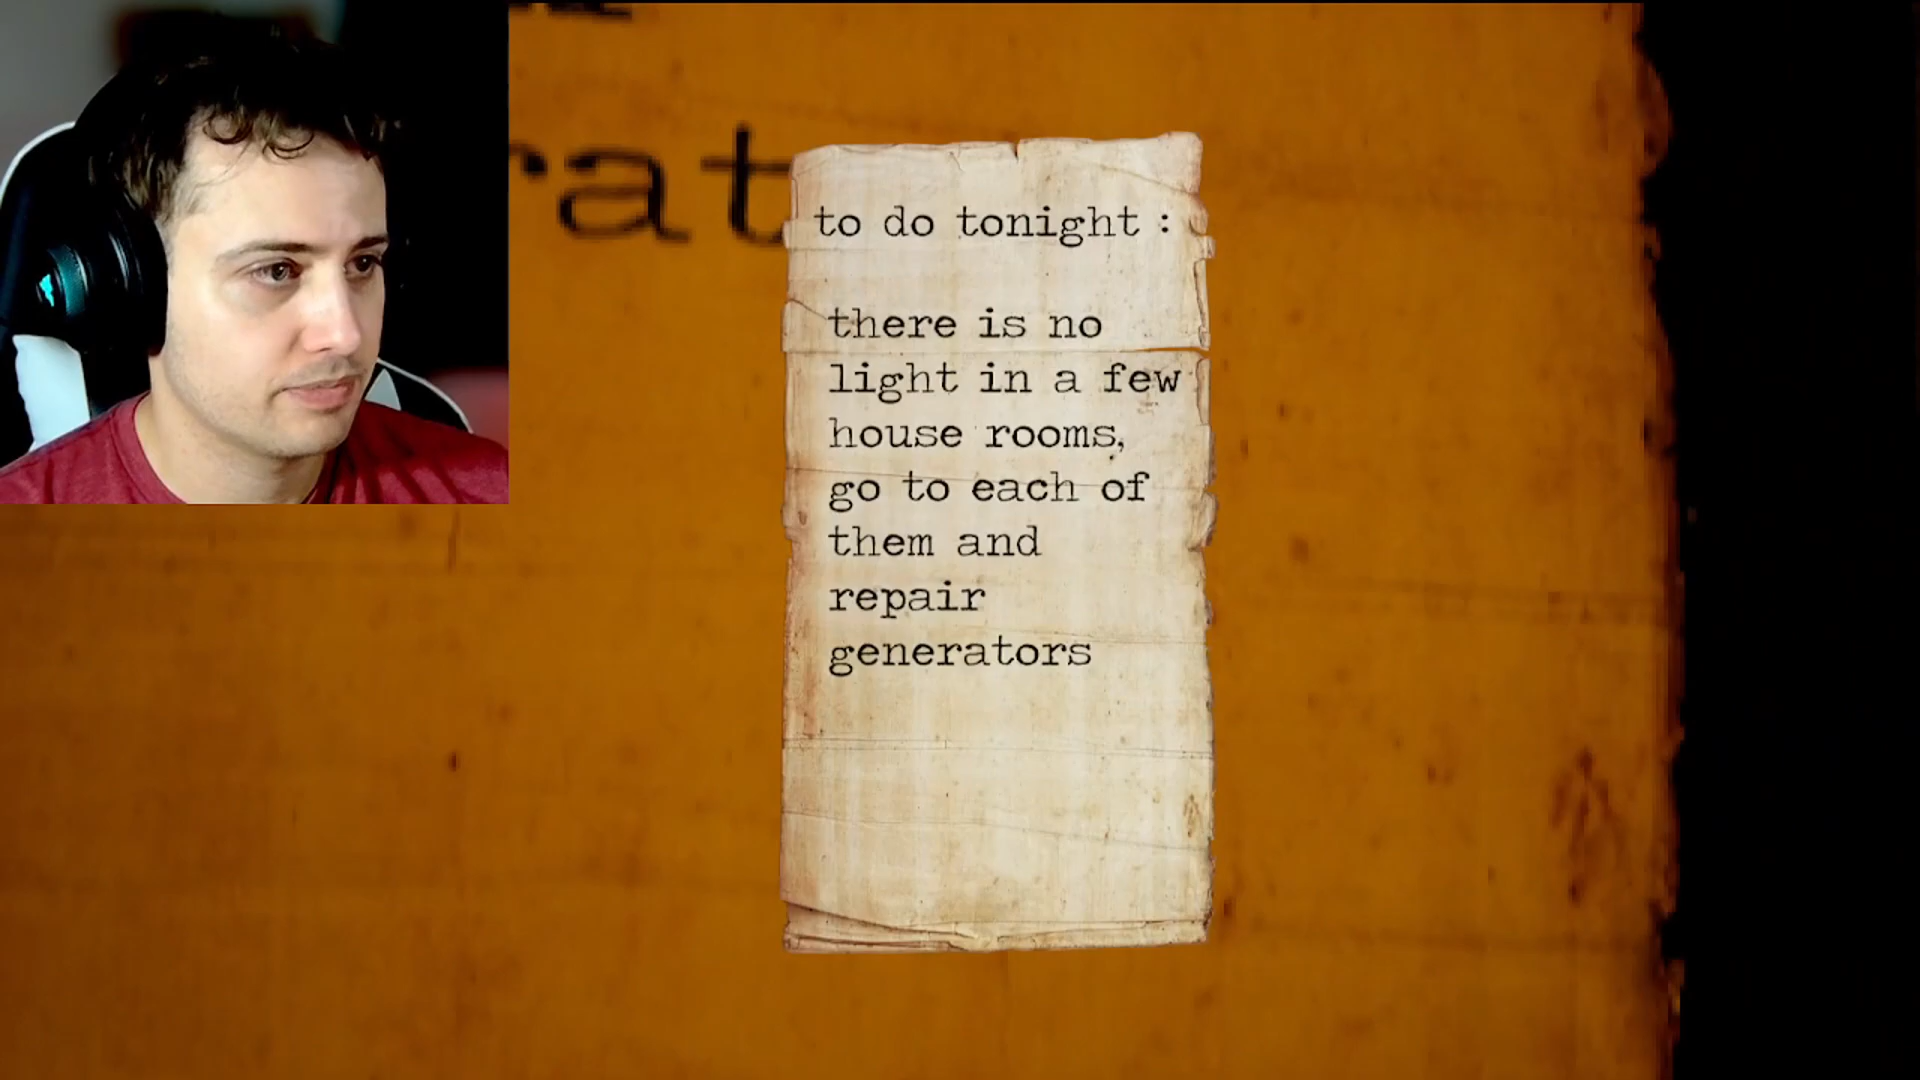 rat
to do tonight :
there is no
light in a few
house rooms,
go to each of
them and
repair
generators